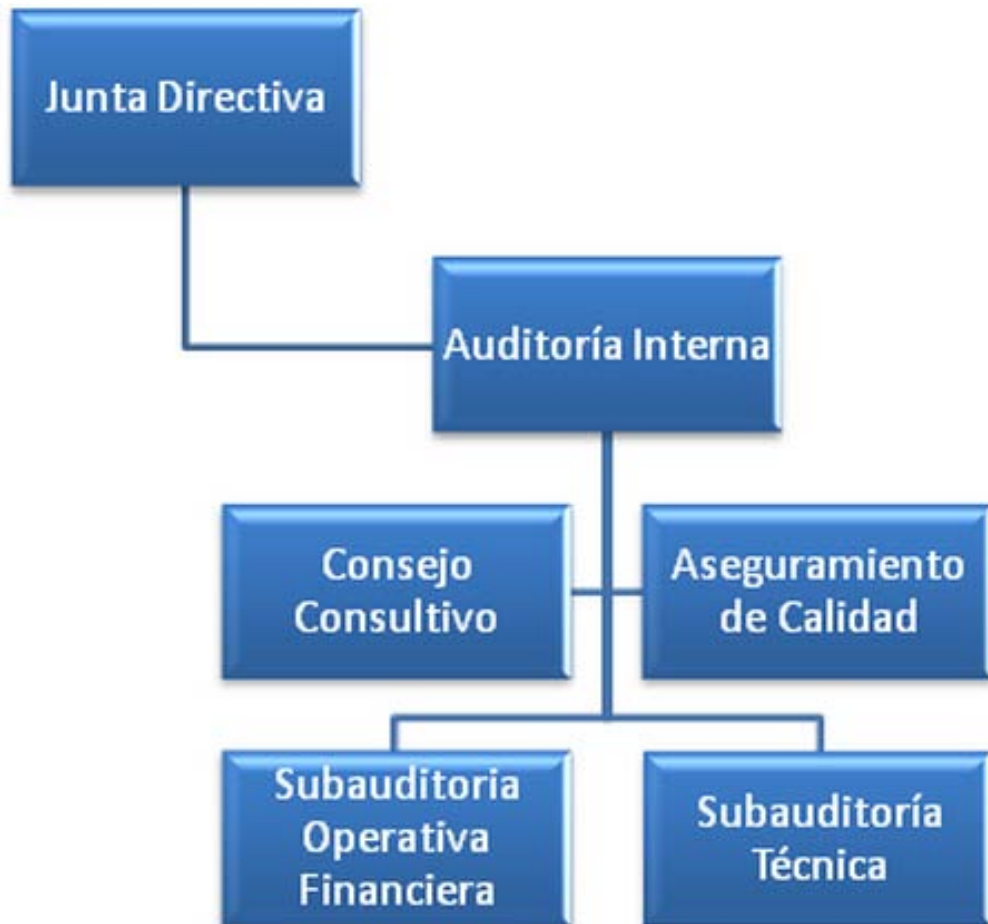 Junta Directiva
Auditoría Interna
Consejo
Consultivo
Aseguramiento
de Calidad
Subauditoria
Operativa
Financiera
Subauditoría
Técnica